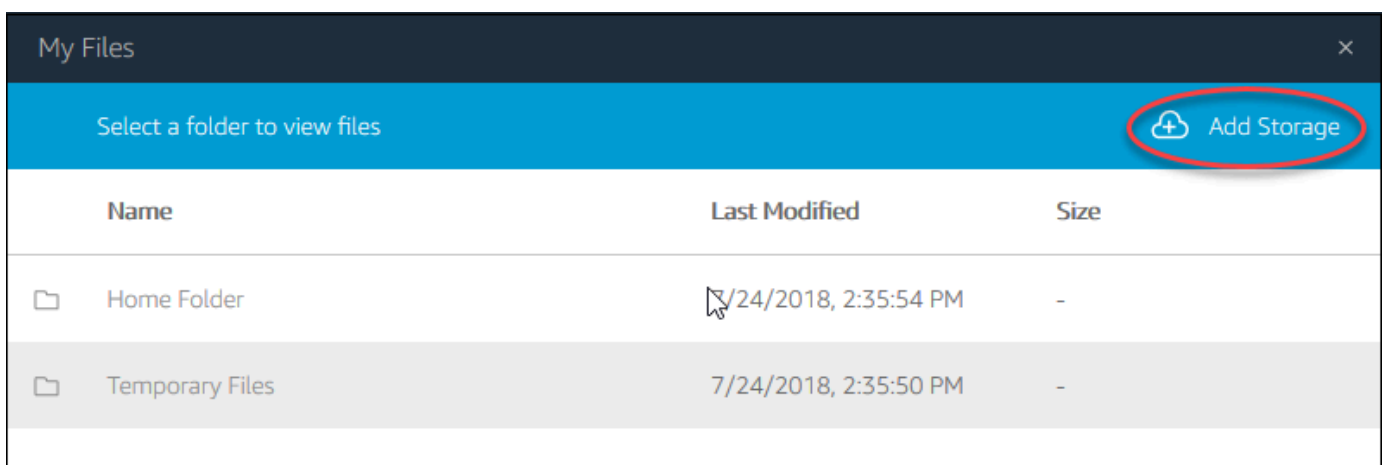 My Files ×
Select a folder to view files Add Storage
Name Last Modified Size
Home Folder 7/24/2018, 2:35:54 PM -
Temporary Files 7/24/2018, 2:35:50 PM -